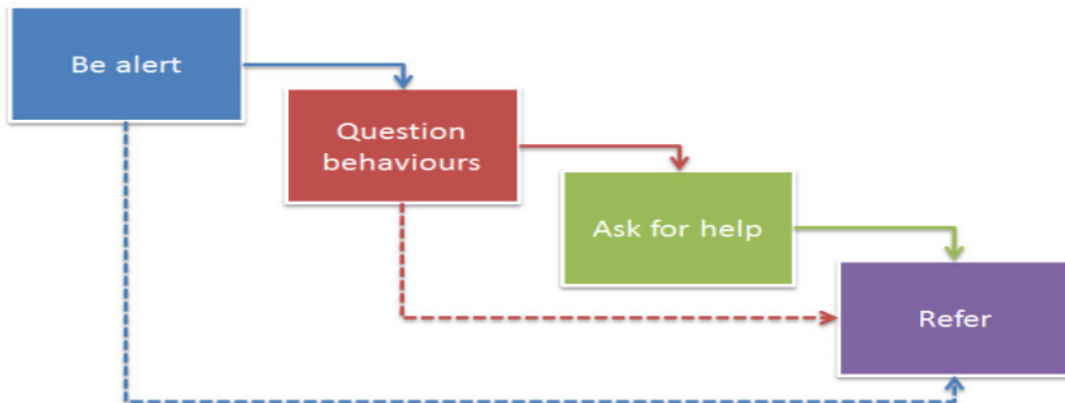 Be alert
Question
behaviours
Ask for help
Refer